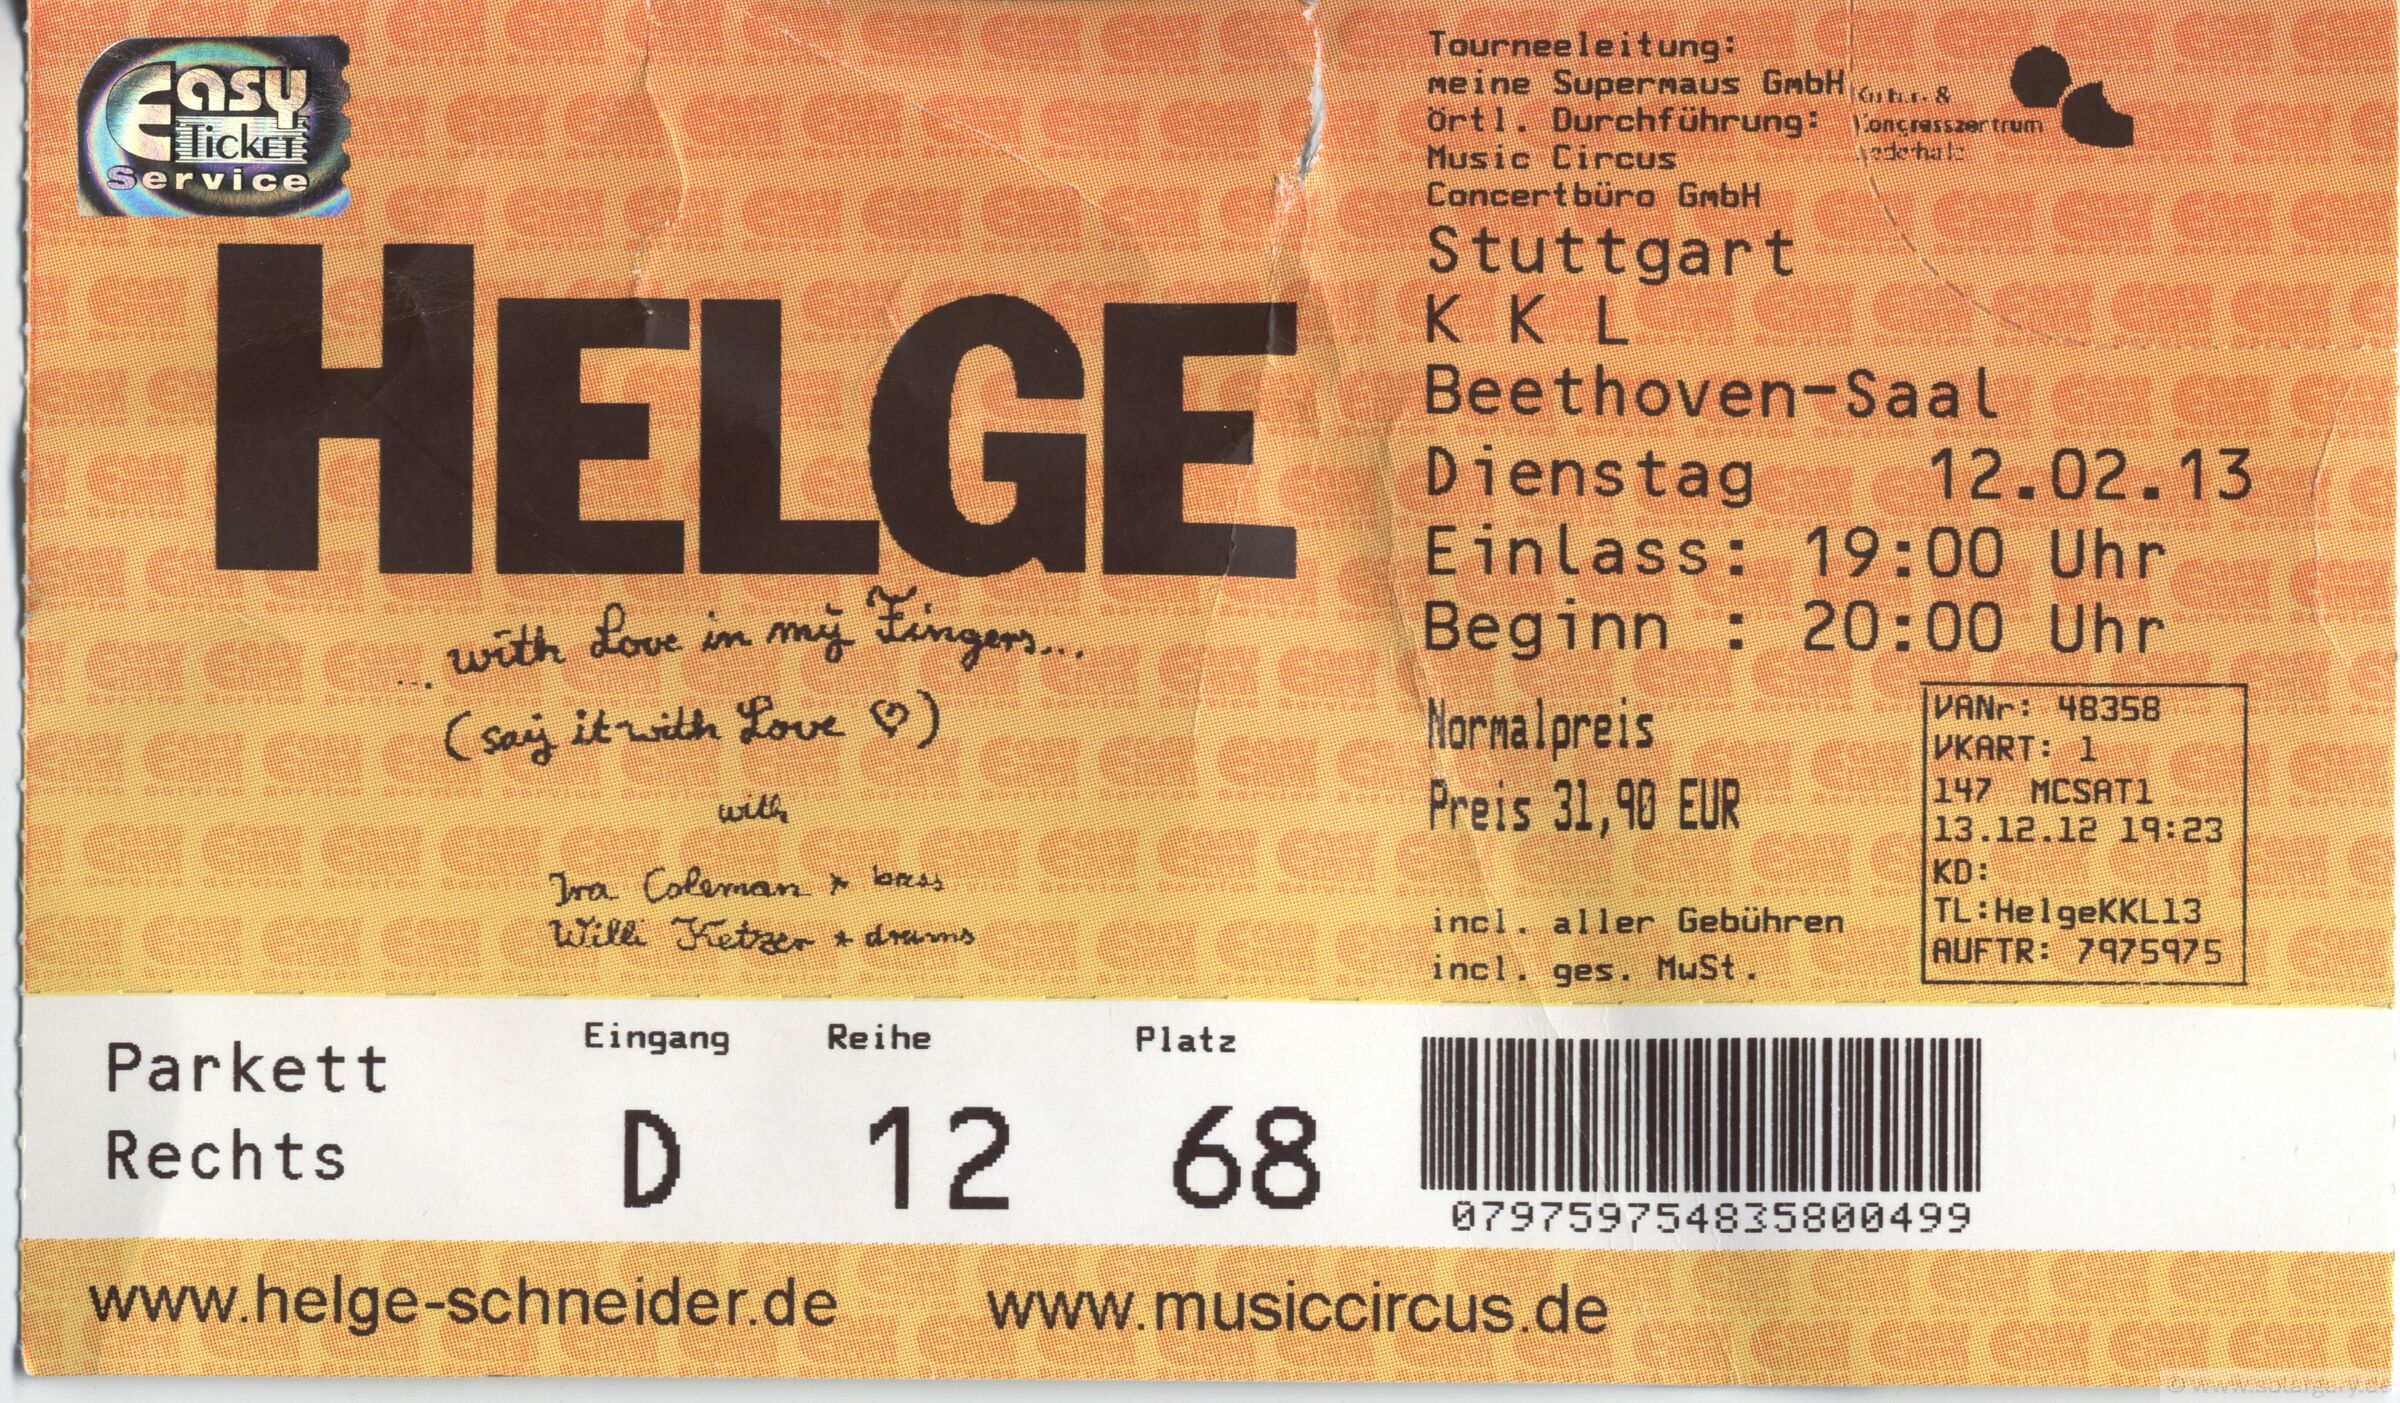 Easy
Ticket
Service
HELGE
... with Love in my Fingers...
(say it with Love ♡)
with
Ira Coleman * bass
Willi Ketzer * drums
Tourneeleitung:
meine Supermaus GmbH
örtl. Durchführung:
Music Circus
Concertbüro GmbH
&
Kongresszentrum
Stuttgart
K K L
Beethoven-Saal
Dienstag 12.02.13
Einlass: 19:00 Uhr
Beginn : 20:00 Uhr
Normalpreis
Preis 31,90 EUR
incl. aller Gebühren
incl. ges. MwSt.
VANr: 48358
VKART: 1
147 MCSAT1
13.12.12 19:23
KD:
TL:HelgeKKL13
AUFTR: 7975975
Parkett
Rechts
Eingang
D
Reihe
12
Platz
68
079759754835800499
www.helge-schneider.de www.musiccircus.de